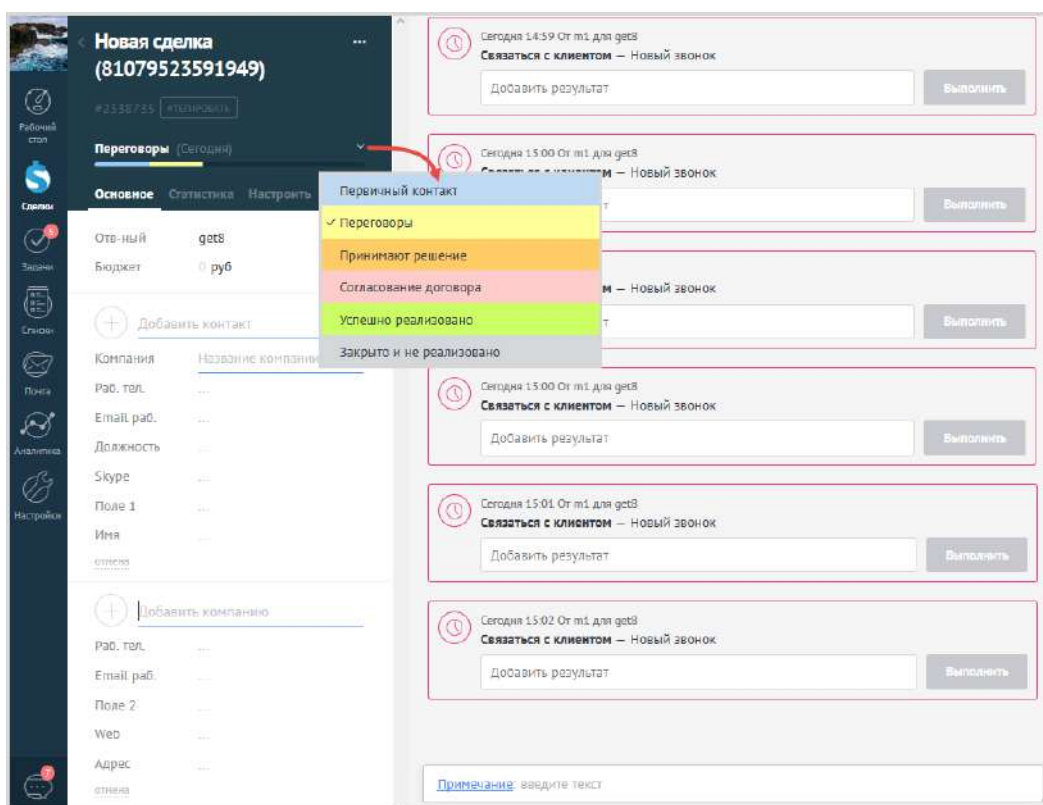 Рабочий
стол
Сделки
5
Задачи
Списки
Почта
Аналитика
Настройки
7
Новая сделка
(81079523591949)
...
#2538735 #ТЕГИРОВАТЬ
Переговоры (Сегодня)
Основное Статистика Настроить
Отв-ный get8
Бюджет 0 руб
Добавить контакт
Компания Название компании
Раб. тел. ...
Email раб. ...
Должность ...
Skype ...
Поле 1 ...
Имя ...
отмена
Добавить компанию
Раб. тел. ...
Email раб. ...
Поле 2 ...
Web ...
Адрес ...
отмена
Первичный контакт
✓ Переговоры
Принимают решение
Согласование договора
Успешно реализовано
Закрыто и не реализовано
Сегодня 14:59 От m1 для get8
Связаться с клиентом — Новый звонок
Добавить результат Выполнить
Сегодня 15:00 От m1 для get8
м — Новый звонок
т Выполнить
м — Новый звонок
т Выполнить
Сегодня 15:00 От m1 для get8
Связаться с клиентом — Новый звонок
Добавить результат Выполнить
Сегодня 15:01 От m1 для get8
Связаться с клиентом — Новый звонок
Добавить результат Выполнить
Сегодня 15:02 От m1 для get8
Связаться с клиентом — Новый звонок
Добавить результат Выполнить
Примечание: введите текст